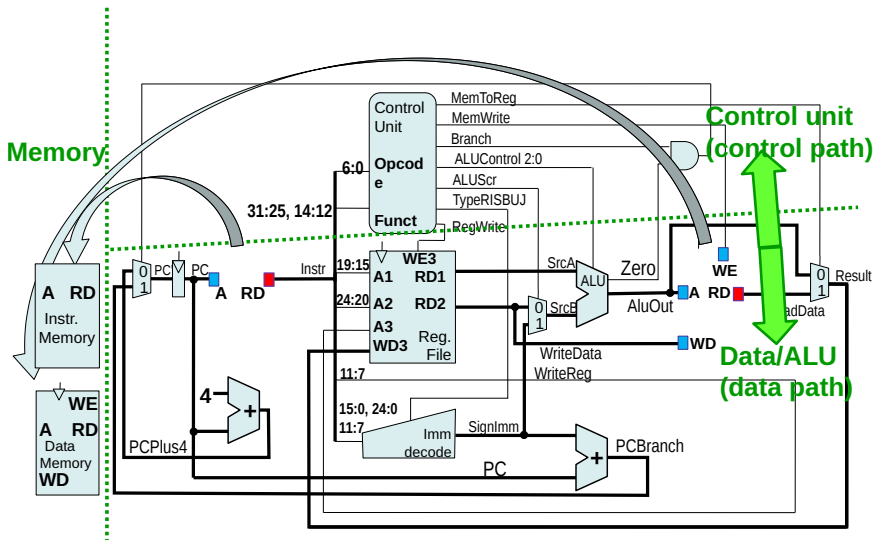 MemToReg
Control
Unit
MemWrite
Control unit
(control path)
Branch
Memory
ALUControl 2:0
6:0
Opcod
e
ALUScr
TypeRISBUJ
31:25, 14:12
Funct
RegWrite
WE3
0
1
PC
PC
A
RD
Instr
19:15
A1
RD1
SrcA
Zero
WE
A
RD
Instr.
Memory
24:20
A2
RD2
0
1
SrcB
ALU
AluOut
A
RD
0
1
Result
adData
A3
WD3
Reg.
File
WriteData
WD
Data/ALU
(data path)
WriteReg
11:7
4
+
15:0, 24:0
11:7
Imm
decode
SignImm
WE
A
RD
Data
Memory
WD
PCPlus4
PC
+
PCBranch